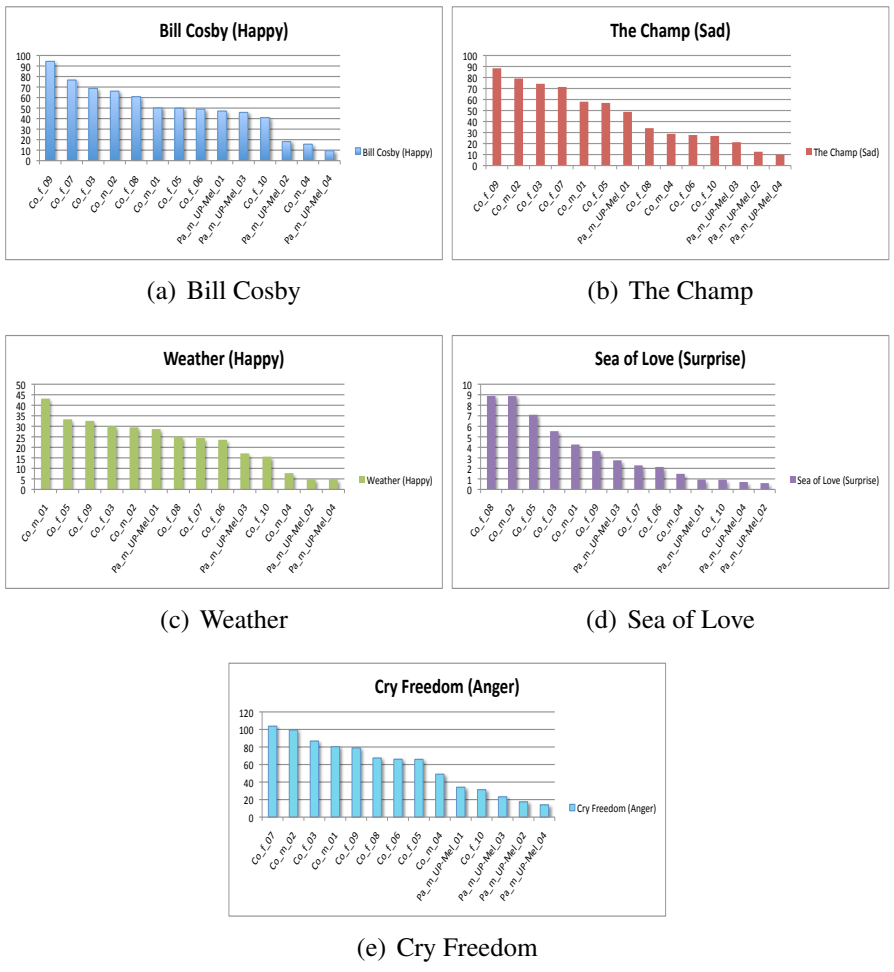 Bill Cosby (Happy)
100
90
80
70
60
50
40
30
20
10
0
Co_f_09
Co_f_07
Co_f_03
Co_m_02
Co_f_08
Co_m_01
Co_f_05
Co_f_06
Pa_m_UP-Mel_01
Pa_m_UP-Mel_03
Co_f_10
Pa_m_UP-Mel_02
Co_m_04
Pa_m_UP-Mel_04
Bill Cosby (Happy)
(a) Bill Cosby
The Champ (Sad)
100
90
80
70
60
50
40
30
20
10
0
Co_f_09
Co_m_02
Co_f_03
Co_f_07
Co_m_01
Co_f_05
Pa_m_UP-Mel_01
Co_f_08
Co_m_04
Co_f_06
Co_f_10
Pa_m_UP-Mel_03
Pa_m_UP-Mel_02
Pa_m_UP-Mel_04
The Champ (Sad)
(b) The Champ
Weather (Happy)
50
45
40
35
30
25
20
15
10
5
0
Co_m_01
Co_f_05
Co_f_09
Co_f_03
Co_m_02
Pa_m_UP-Mel_01
Co_f_08
Co_f_07
Co_f_06
Pa_m_UP-Mel_03
Co_f_10
Co_m_04
Pa_m_UP-Mel_02
Pa_m_UP-Mel_04
Weather (Happy)
(c) Weather
Sea of Love (Surprise)
10
9
8
7
6
5
4
3
2
1
0
Co_f_08
Co_m_02
Co_f_05
Co_f_03
Co_m_01
Co_f_09
Pa_m_UP-Mel_03
Co_f_07
Co_f_06
Co_m_04
Pa_m_UP-Mel_01
Co_f_10
Pa_m_UP-Mel_04
Pa_m_UP-Mel_02
Sea of Love (Surprise)
(d) Sea of Love
Cry Freedom (Anger)
120
100
80
60
40
20
0
Co_f_07
Co_m_02
Co_f_03
Co_m_01
Co_f_09
Co_f_08
Co_f_06
Co_f_05
Co_m_04
Pa_m_UP-Mel_01
Co_f_10
Pa_m_UP-Mel_03
Pa_m_UP-Mel_02
Pa_m_UP-Mel_04
Cry Freedom (Anger)
(e) Cry Freedom